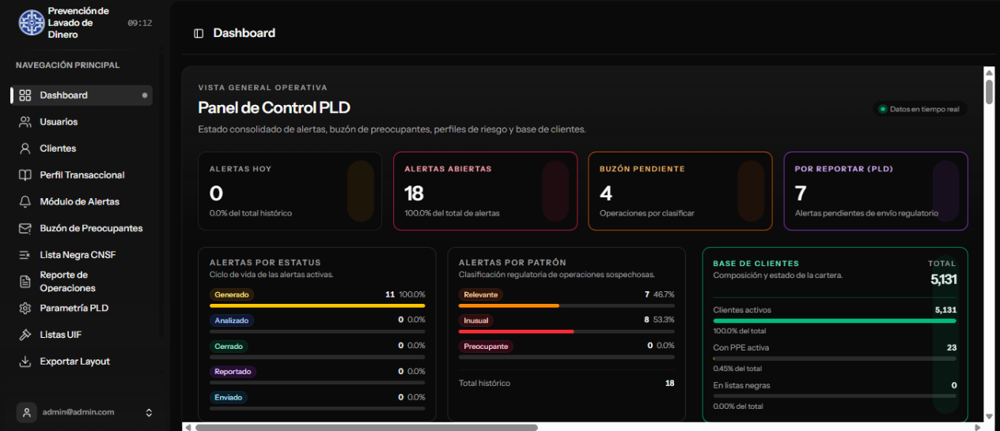 Prevención de
Lavado de
Dinero
09:12
NAVEGACIÓN PRINCIPAL
Dashboard
Usuarios
Clientes
Perfil Transaccional
Módulo de Alertas
Buzón de Preocupantes
Lista Negra CNSF
Reporte de
Operaciones
Parametría PLD
Listas UIF
Exportar Layout
admin@admin.com
Dashboard
VISTA GENERAL OPERATIVA
Panel de Control PLD
Estado consolidado de alertas, buzón de preocupantes, perfiles de riesgo y base de clientes.
Datos en tiempo real
ALERTAS HOY
0
0.0% del total histórico
ALERTAS ABIERTAS
18
100.0% del total de alertas
BUZÓN PENDIENTE
4
Operaciones por clasificar
POR REPORTAR (PLD)
7
Alertas pendientes de envío regulatorio
ALERTAS POR ESTATUS
Ciclo de vida de las alertas activas.
Generado 11 100.0%
Analizado 0 0.0%
Cerrado 0 0.0%
Reportado 0 0.0%
Enviado 0 0.0%
ALERTAS POR PATRÓN
Clasificación regulatoria de operaciones sospechosas.
Relevante 7 46.7%
Inusual 8 53.3%
Preocupante 0 0.0%
Total histórico 18
BASE DE CLIENTES
Composición y estado de la cartera.
TOTAL
5,131
Clientes activos 5,131
100.0% del total
Con PPE activa 23
0.45% del total
En listas negras 0
0.00% del total